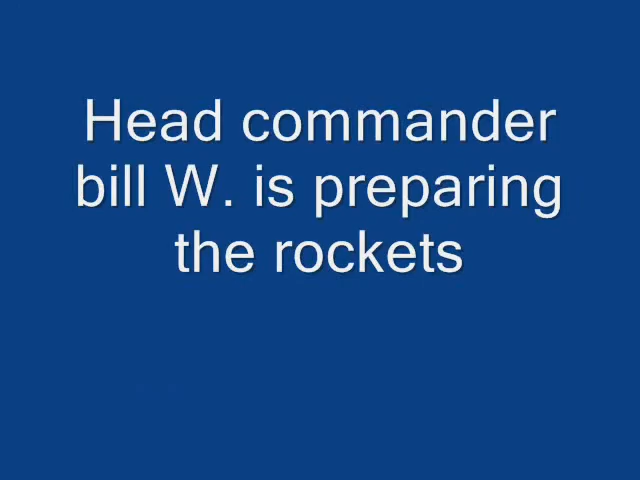 Head commander
bill W. is preparing
the rockets